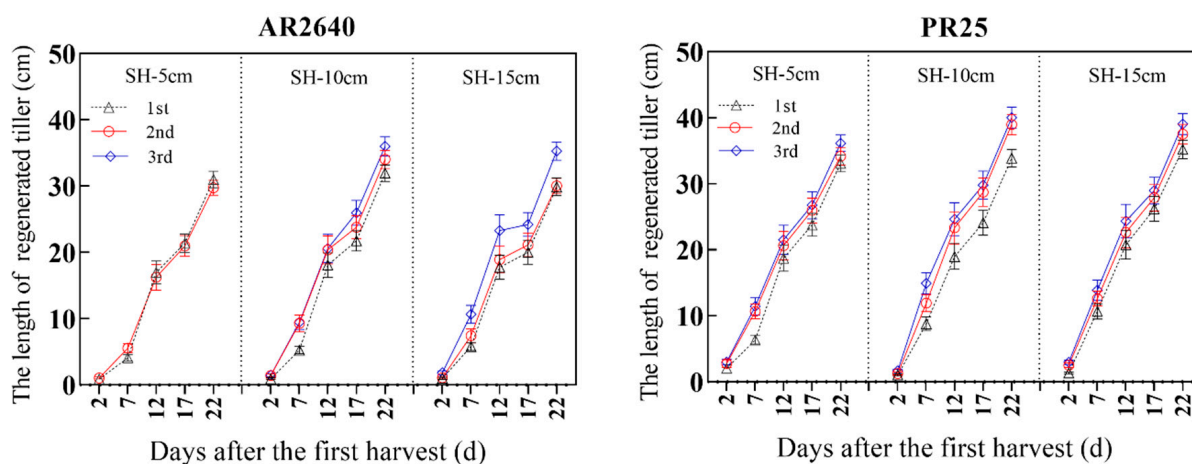 AR2640
The length of regenerated tiller (cm)
50
40
30
20
10
0
SH-5cm
SH-10cm
SH-15cm
1st
2nd
3rd
2
7
12
17
22
2
7
12
17
22
2
7
12
17
22
Days after the first harvest (d)
PR25
The length of regenerated tiller (cm)
50
40
30
20
10
0
SH-5cm
SH-10cm
SH-15cm
1st
2nd
3rd
2
7
12
17
22
2
7
12
17
22
2
7
12
17
22
Days after the first harvest (d)